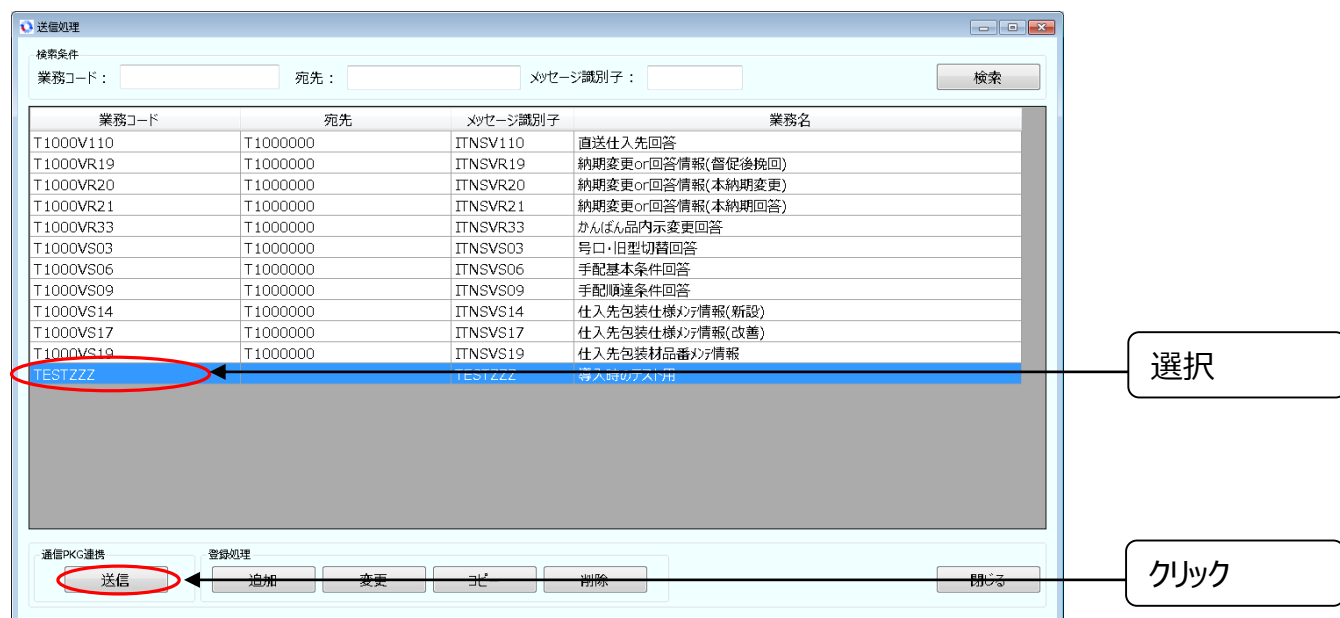 送信処理
検索条件
業務コード： 宛先： メッセージ識別子： 検索
業務コード 宛先 メッセージ識別子 業務名
T1000V110 T1000000 ITNSV110 直送仕入先回答
T1000VR19 T1000000 ITNSVR19 納期変更or回答情報(督促後挽回)
T1000VR20 T1000000 ITNSVR20 納期変更or回答情報(本納期変更)
T1000VR21 T1000000 ITNSVR21 納期変更or回答情報(本納期回答)
T1000VR33 T1000000 ITNSVR33 かんばん品内示変更回答
T1000VS03 T1000000 ITNSVS03 号口・旧型切替回答
T1000VS06 T1000000 ITNSVS06 手配基本条件回答
T1000VS09 T1000000 ITNSVS09 手配順達条件回答
T1000VS14 T1000000 ITNSVS14 仕入先包装仕様ﾒﾝﾃ情報(新設)
T1000VS17 T1000000 ITNSVS17 仕入先包装仕様ﾒﾝﾃ情報(改善)
T1000VS19 T1000000 ITNSVS19 仕入先包装材品番ﾒﾝﾃ情報
TESTZZZ TESTZZZ 導入時のテスト用
選択
通信PKG連携 登録処理
送信 追加 変更 コピー 削除 閉じる
クリック